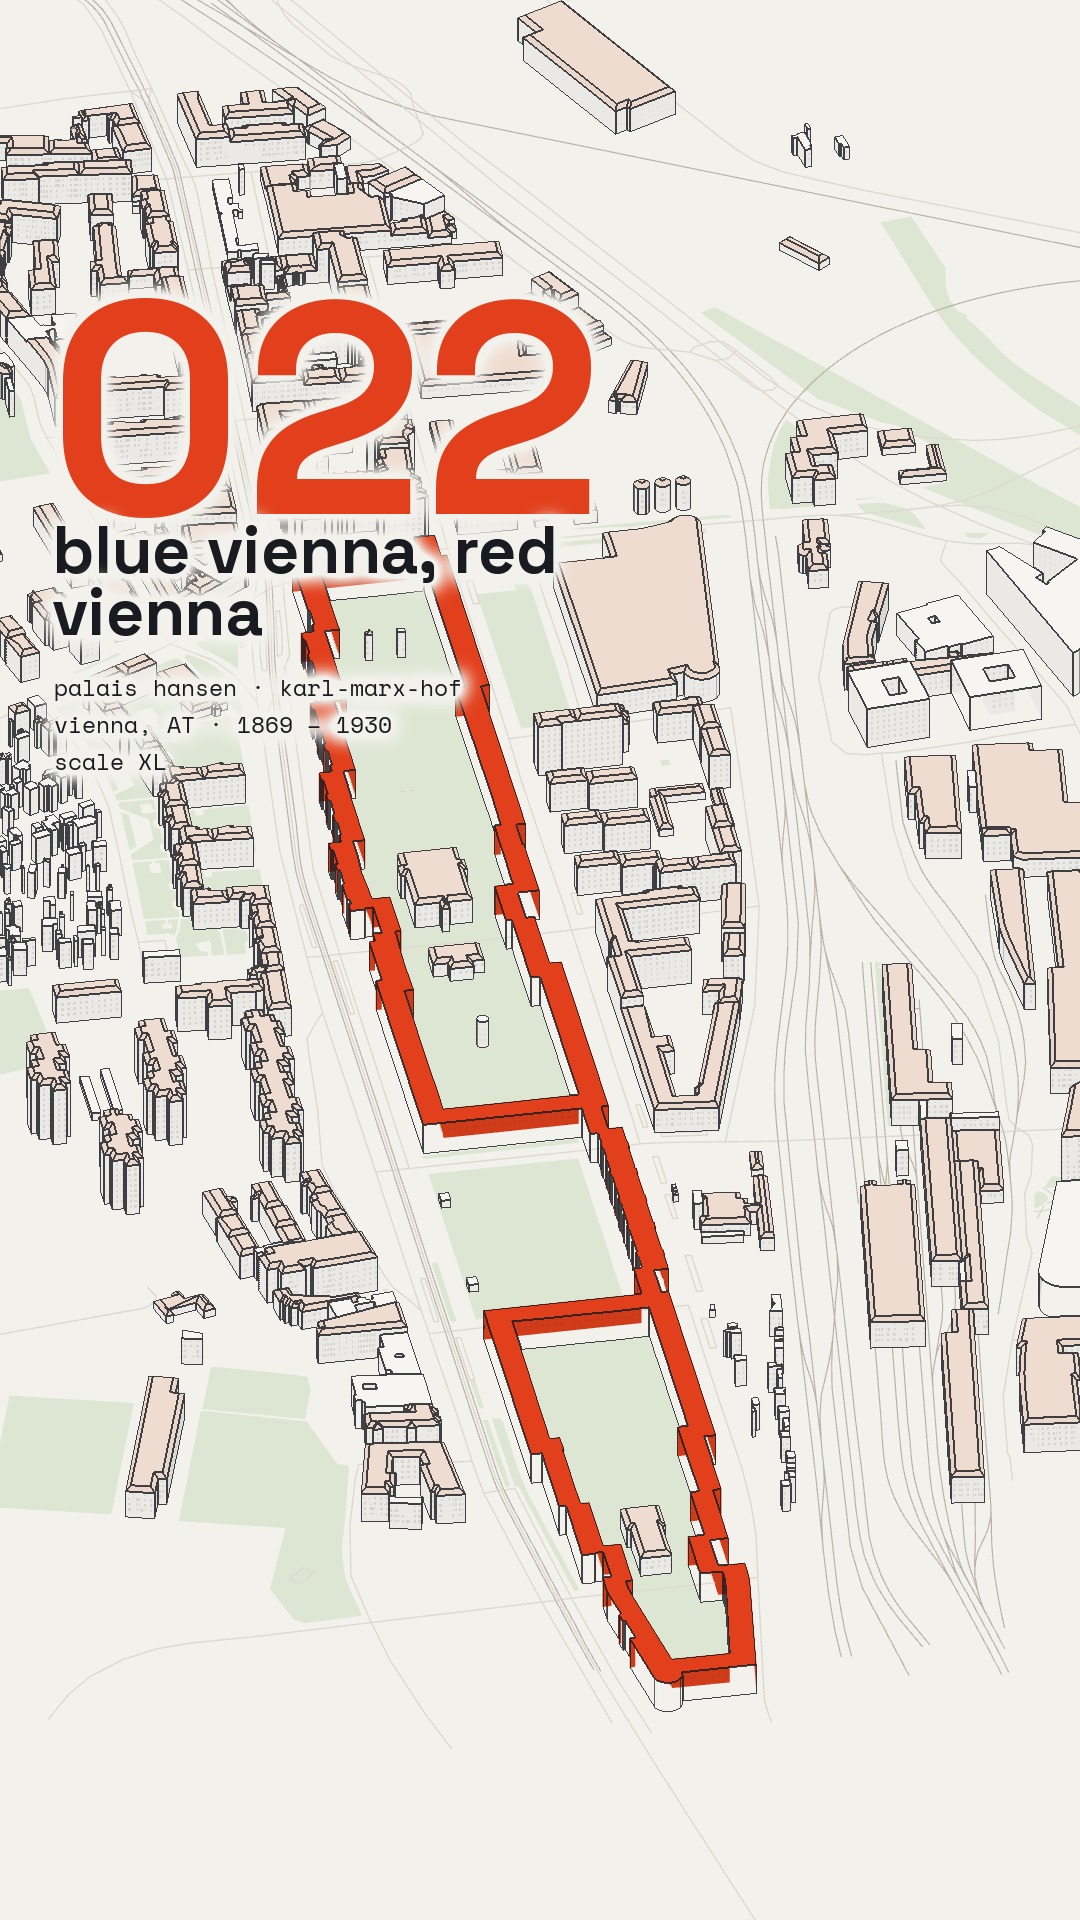 022
blue vienna, red
vienna
palais hansen · karl-marx-hof
vienna, AT · 1869 – 1930
scale XL